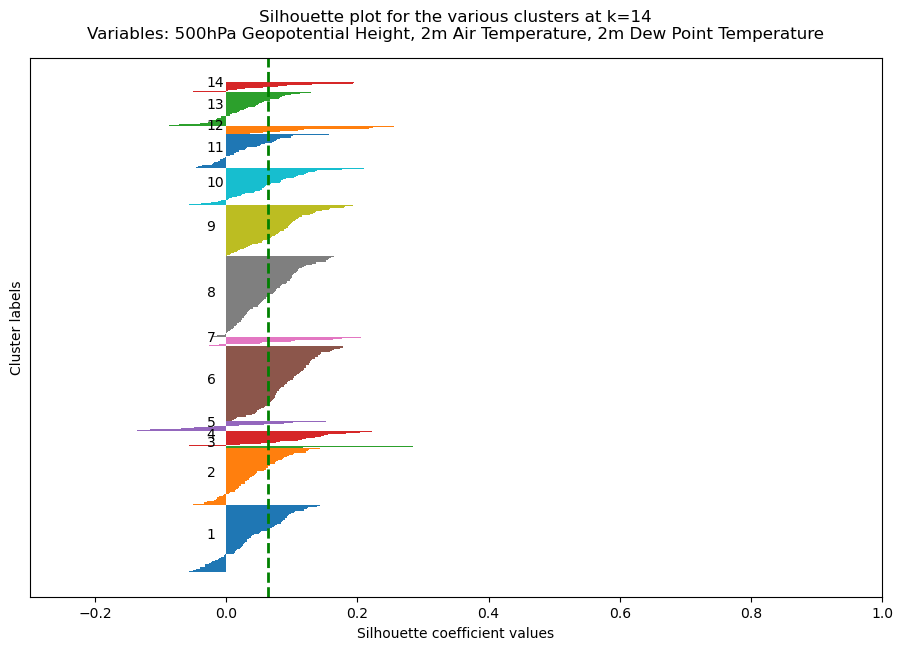 Silhouette plot for the various clusters at k=14
Variables: 500hPa Geopotential Height, 2m Air Temperature, 2m Dew Point Temperature
Cluster labels
14
13
12
11
10
9
8
7
6
5
4
3
2
1
−0.2 0.0 0.2 0.4 0.6 0.8 1.0
Silhouette coefficient values